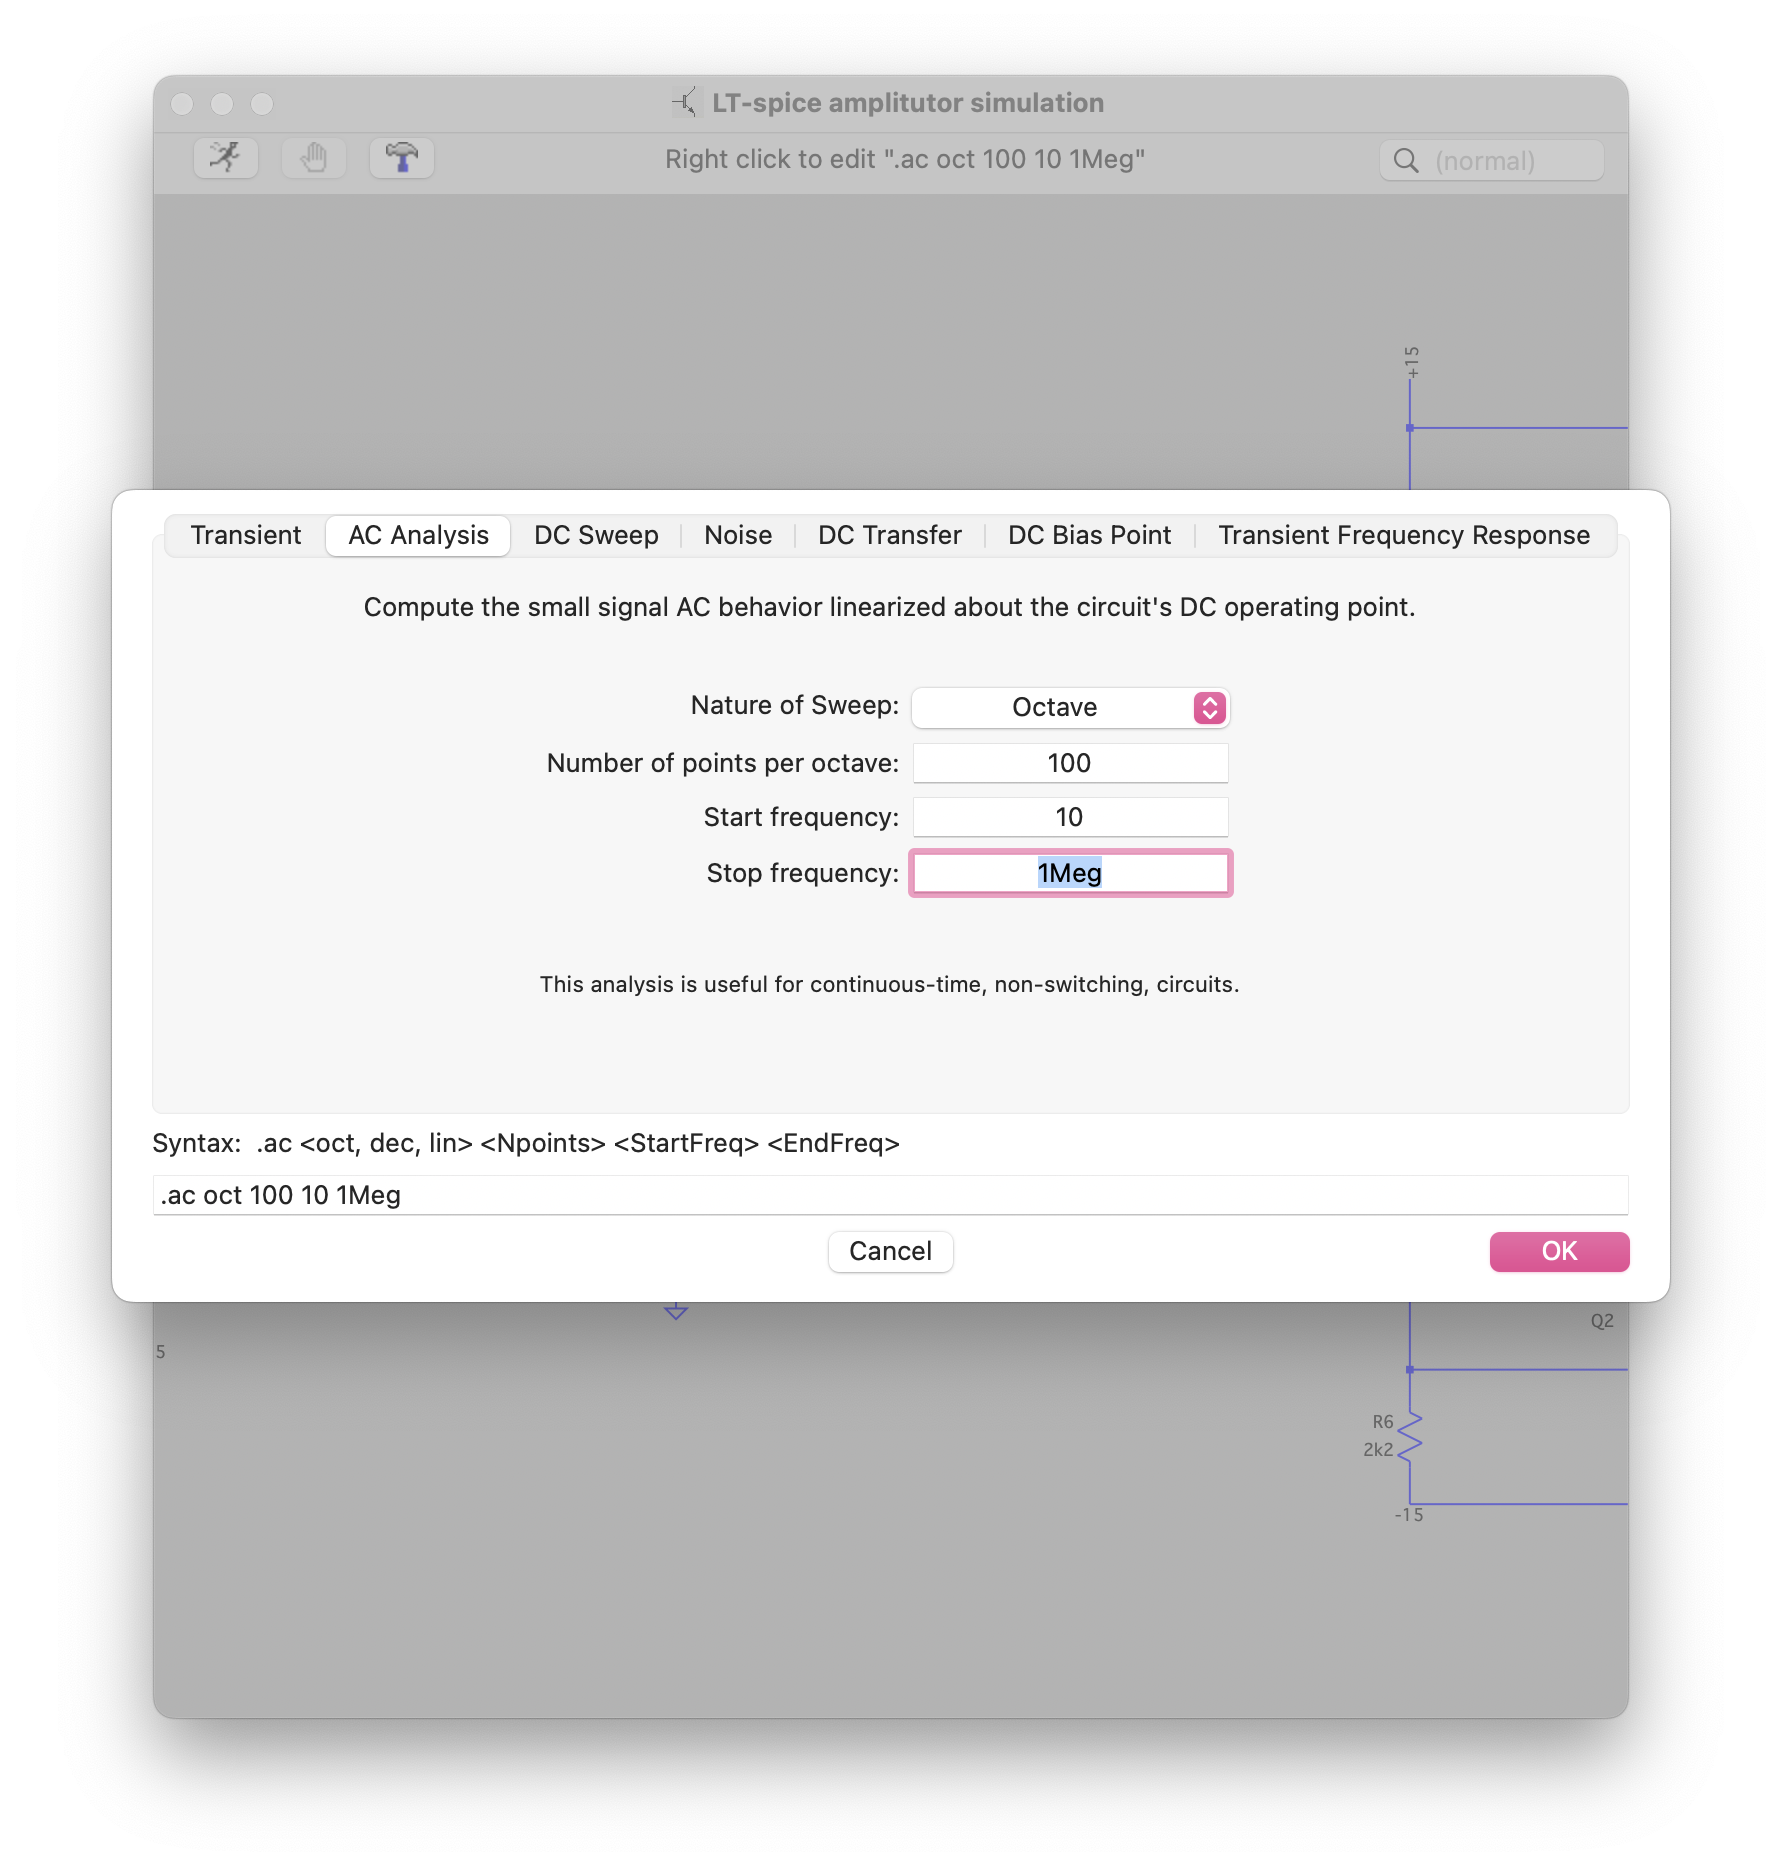 LT-spice amplitutor simulation
Right click to edit ".ac oct 100 10 1Meg"
(normal)
+15
Transient AC Analysis DC Sweep Noise DC Transfer DC Bias Point Transient Frequency Response
Compute the small signal AC behavior linearized about the circuit's DC operating point.
Nature of Sweep: Octave
Number of points per octave: 100
Start frequency: 10
Stop frequency: 1Meg
This analysis is useful for continuous-time, non-switching, circuits.
Syntax: .ac <oct, dec, lin> <Npoints> <StartFreq> <EndFreq>
.ac oct 100 10 1Meg
Cancel OK
Q2
5
R6
2k2
-15